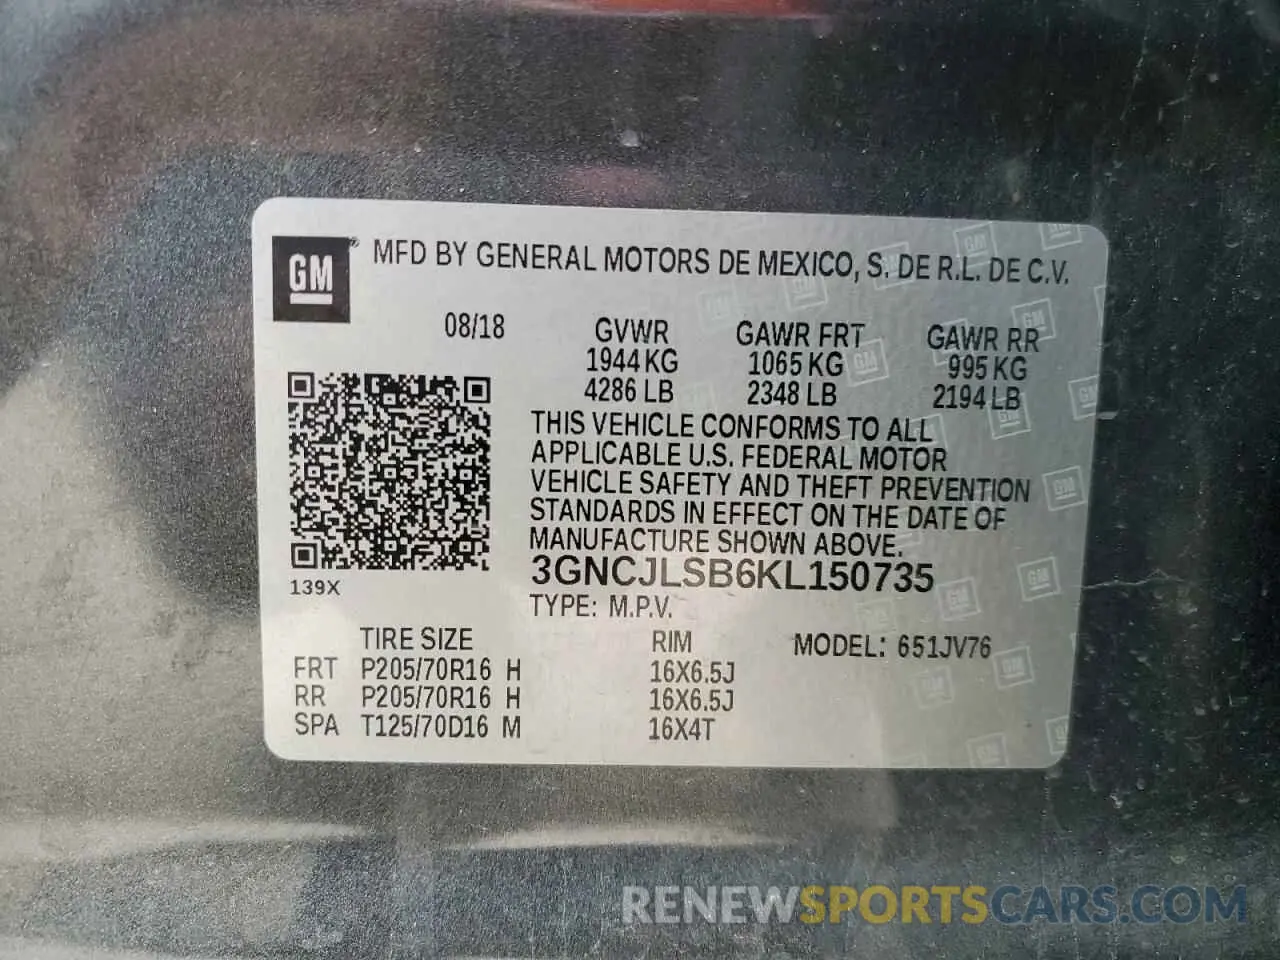 GM® MFD BY GENERAL MOTORS DE MEXICO, S. DE R.L. DE C.V.
08/18 GVWR GAWR FRT GAWR RR
1944 KG 1065 KG 995 KG
4286 LB 2348 LB 2194 LB
THIS VEHICLE CONFORMS TO ALL
APPLICABLE U.S. FEDERAL MOTOR
VEHICLE SAFETY AND THEFT PREVENTION
STANDARDS IN EFFECT ON THE DATE OF
MANUFACTURE SHOWN ABOVE.
3GNCJLSB6KL150735
139X
TYPE: M.P.V.
TIRE SIZE RIM MODEL: 651JV76
FRT P205/70R16 H 16X6.5J
RR P205/70R16 H 16X6.5J
SPA T125/70D16 M 16X4T
RENEWSPORTSCARS.COM